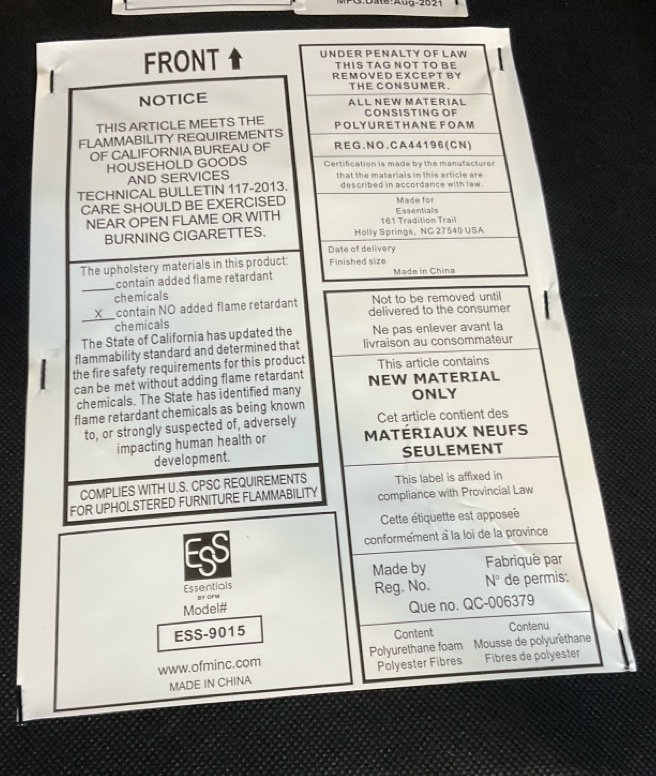 MFG.Date:Aug-2021
FRONT
NOTICE
THIS ARTICLE MEETS THE
FLAMMABILITY REQUIREMENTS
OF CALIFORNIA BUREAU OF
HOUSEHOLD GOODS
AND SERVICES
TECHNICAL BULLETIN 117-2013.
CARE SHOULD BE EXERCISED
NEAR OPEN FLAME OR WITH
BURNING CIGARETTES.
The upholstery materials in this product:
____contain added flame retardant
chemicals
_X_contain NO added flame retardant
chemicals
The State of California has updated the
flammability standard and determined that
the fire safety requirements for this product
can be met without adding flame retardant
chemicals. The State has identified many
flame retardant chemicals as being known
to, or strongly suspected of, adversely
impacting human health or
development.
COMPLIES WITH U.S. CPSC REQUIREMENTS
FOR UPHOLSTERED FURNITURE FLAMMABILITY
ESS
Essentials
BY OFM
Model#
ESS-9015
www.ofminc.com
MADE IN CHINA
UNDER PENALTY OF LAW
THIS TAG NOT TO BE
REMOVED EXCEPT BY
THE CONSUMER.
ALL NEW MATERIAL
CONSISTING OF
POLYURETHANE FOAM
REG.NO.CA44196(CN)
Certification is made by the manufacturer
that the materials in this article are
described in accordance with law.
Made for
Essentials
161 Tradition Trail
Holly Springs, NC 27540 USA
Date of delivery
Finished size
Made in China
Not to be removed until
delivered to the consumer
Ne pas enlever avant la
livraison au consommateur
This article contains
NEW MATERIAL
ONLY
Cet article contient des
MATÉRIAUX NEUFS
SEULEMENT
This label is affixed in
compliance with Provincial Law
Cette étiquette est apposeè
conformément à la loi de la province
Made by Fabriquè par
Reg. No. N° de permis:
Que no. QC-006379
Content Contenu
Polyurethane foam Mousse de polyuréthane
Polyester Fibres Fibres de polyester